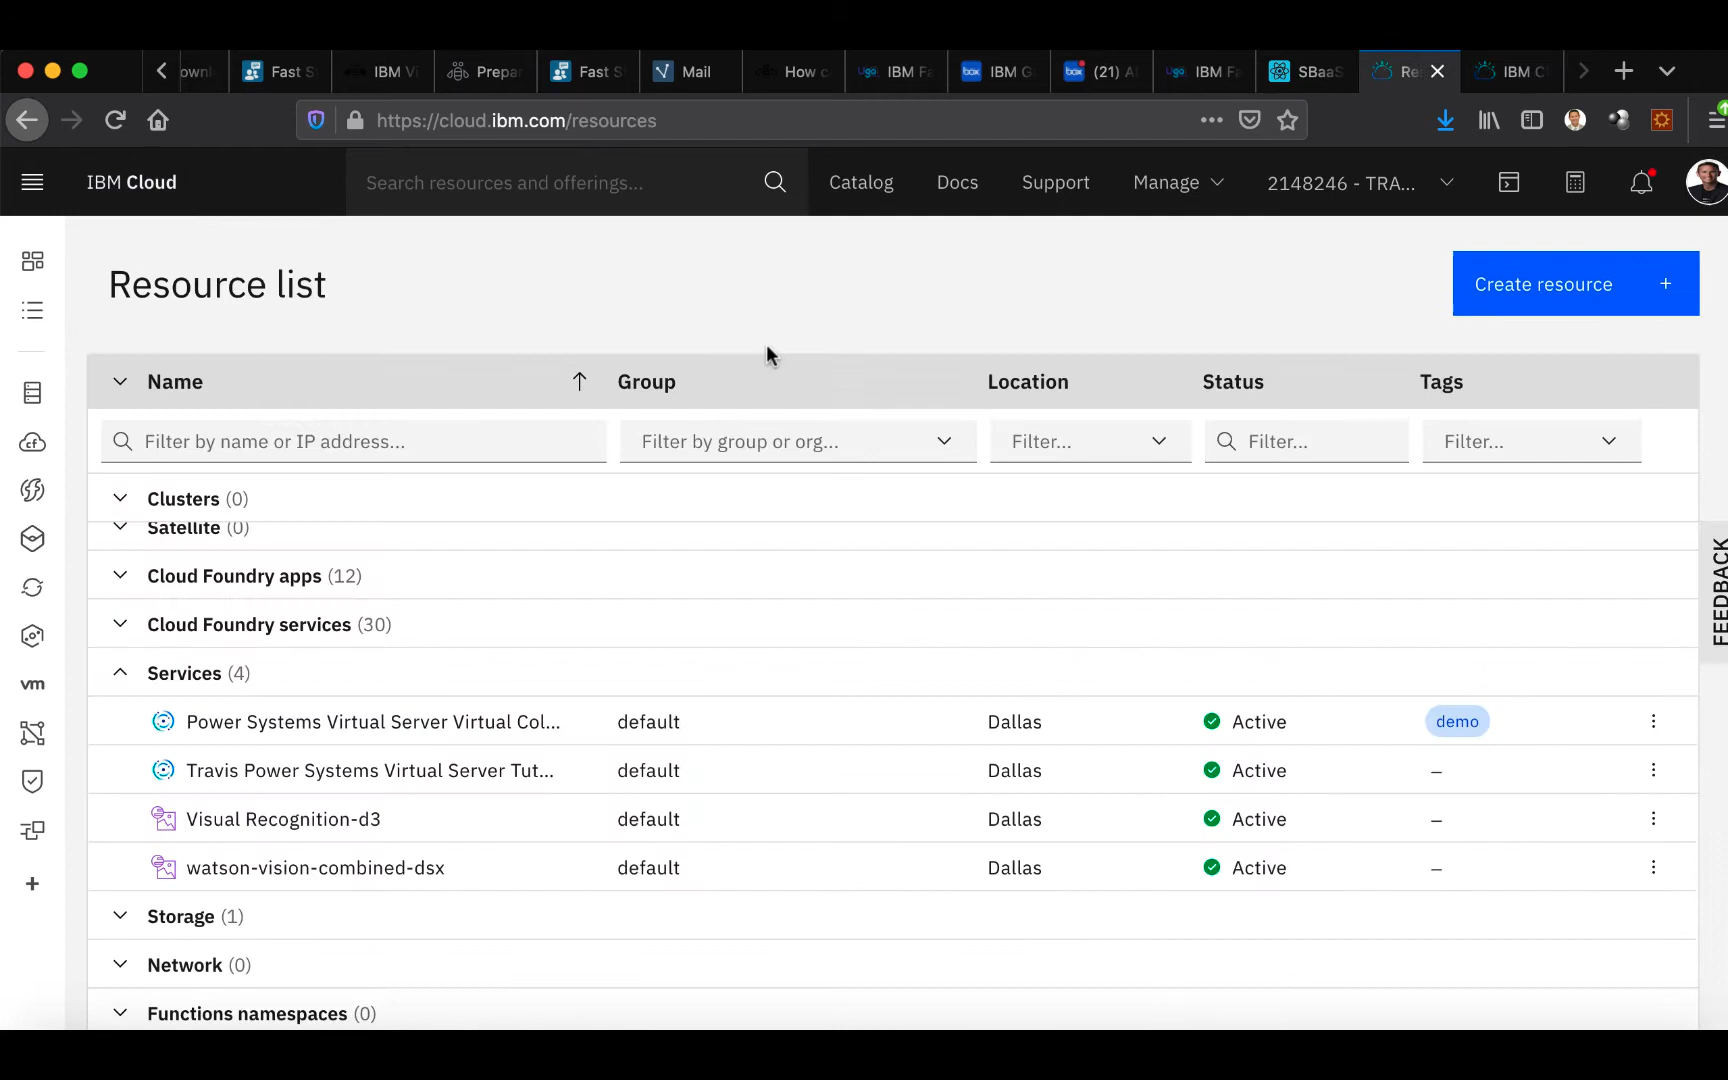 ownl
Fast S
IBM Vi
Prepar
Fast S
Mail
How c
IBM Fa
IBM G
(21) A
IBM Fa
SBaaS
Re
IBM C
https://cloud.ibm.com/resources
IBM Cloud
Search resources and offerings...
Catalog
Docs
Support
Manage
2148246 - TRA...
Resource list
Create resource +
Name
Group
Location
Status
Tags
Filter by name or IP address...
Filter by group or org...
Filter...
Filter...
Filter...
Clusters (0)
Satellite (0)
Cloud Foundry apps (12)
Cloud Foundry services (30)
Services (4)
Power Systems Virtual Server Virtual Col... default Dallas Active demo
Travis Power Systems Virtual Server Tut... default Dallas Active –
Visual Recognition-d3 default Dallas Active –
watson-vision-combined-dsx default Dallas Active –
Storage (1)
Network (0)
Functions namespaces (0)
FEEDBACK
vm